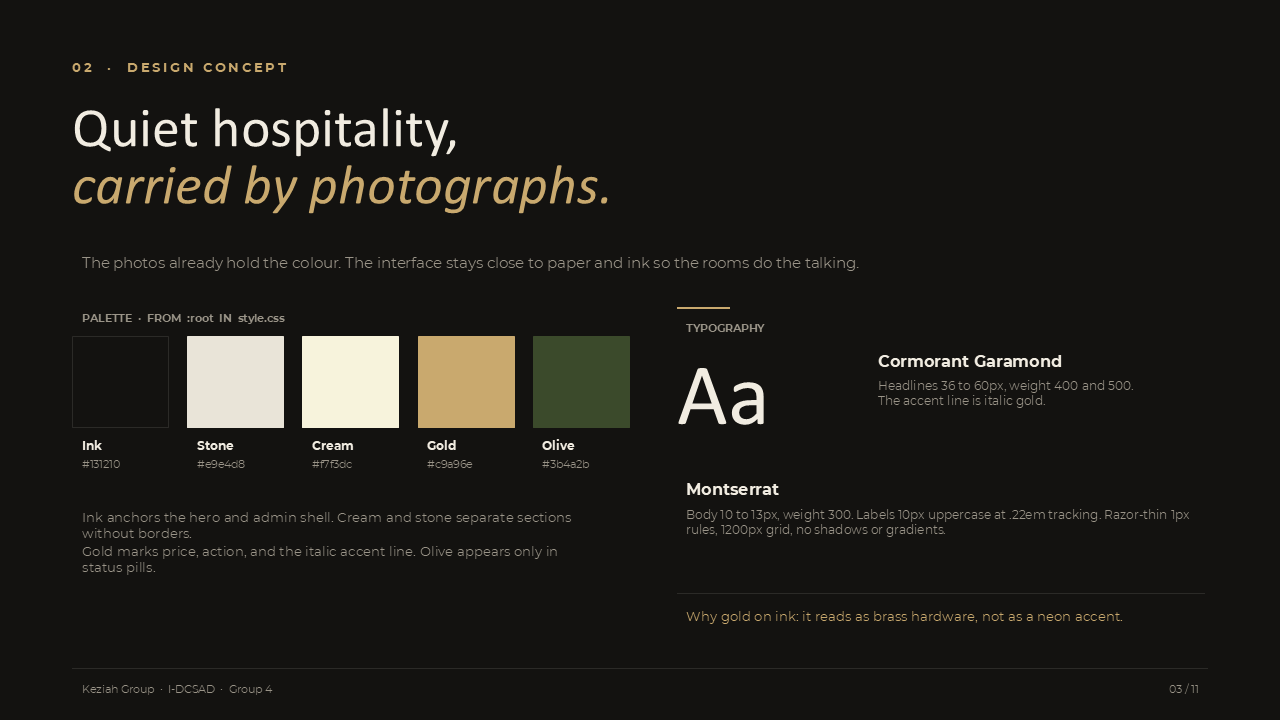 02 · DESIGN CONCEPT
Quiet hospitality,
carried by photographs.
The photos already hold the colour. The interface stays close to paper and ink so the rooms do the talking.
PALETTE · FROM :root IN style.css
Ink
#131210
Stone
#e9e4d8
Cream
#f7f3dc
Gold
#c9a96e
Olive
#3b4a2b
Ink anchors the hero and admin shell. Cream and stone separate sections
without borders.
Gold marks price, action, and the italic accent line. Olive appears only in
status pills.
TYPOGRAPHY
Aa
Cormorant Garamond
Headlines 36 to 60px, weight 400 and 500.
The accent line is italic gold.
Montserrat
Body 10 to 13px, weight 300. Labels 10px uppercase at .22em tracking. Razor-thin 1px
rules, 1200px grid, no shadows or gradients.
Why gold on ink: it reads as brass hardware, not as a neon accent.
Keziah Group · I-DCSAD · Group 4
03 / 11